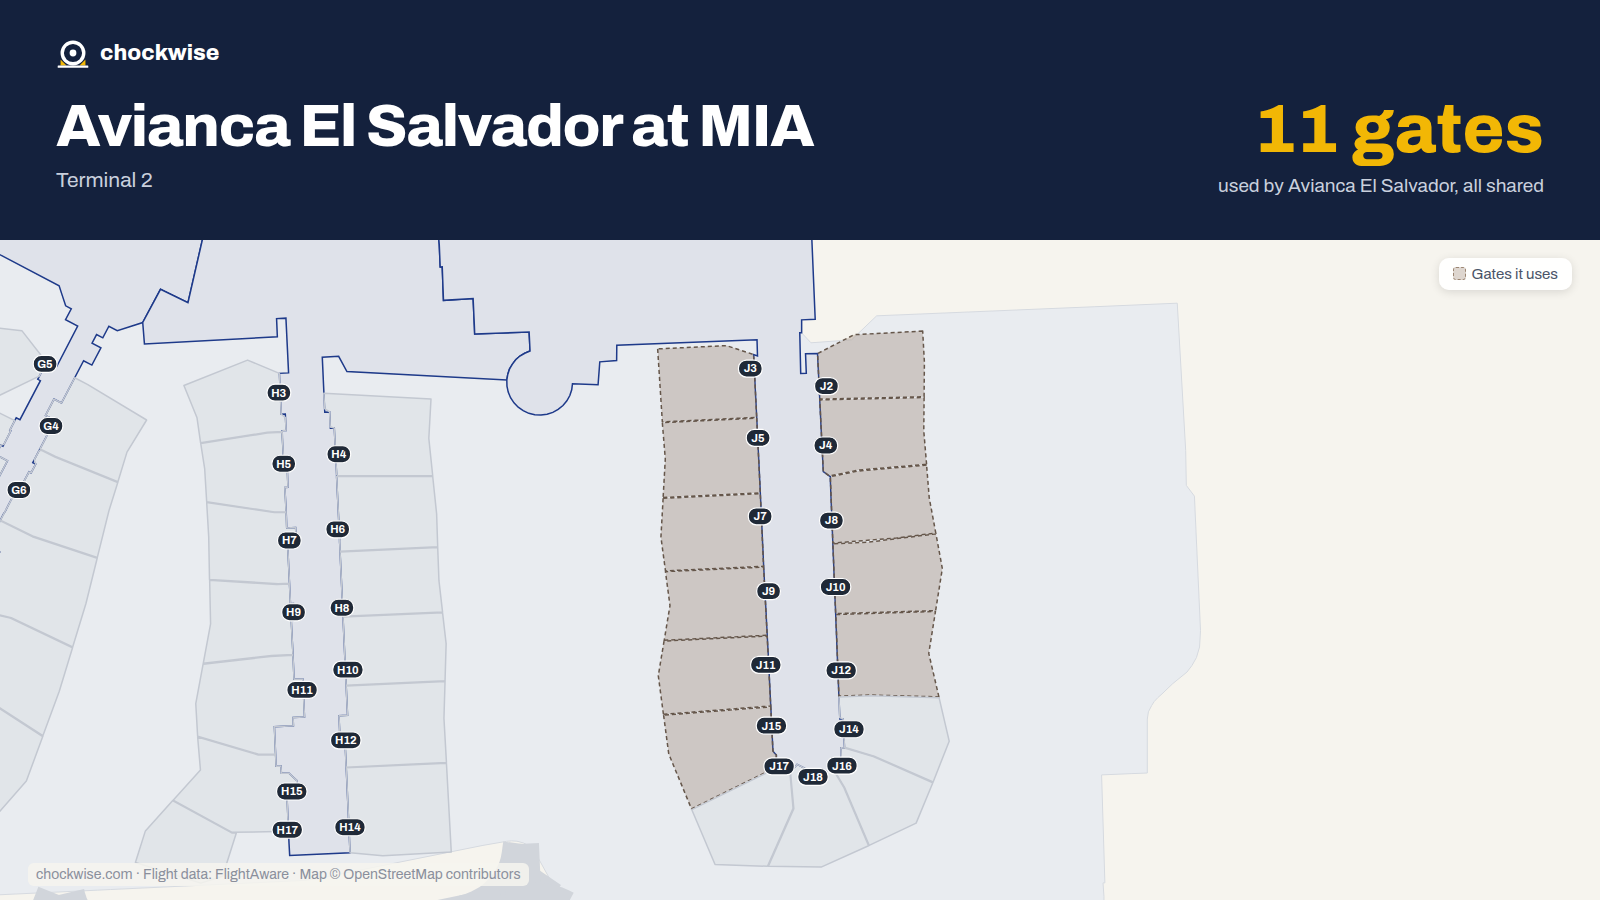 chockwise
Avianca El Salvador at MIA
Terminal 2
11 gates
used by Avianca El Salvador, all shared
Gates it uses
G5
G4
G6
H3
H5
H4
H7
H6
H9
H8
H11
H10
H12
H15
H17
H14
J3
J2
J5
J4
J7
J8
J9
J10
J11
J12
J15
J14
J17
J18
J16
chockwise.com · Flight data: FlightAware · Map © OpenStreetMap contributors